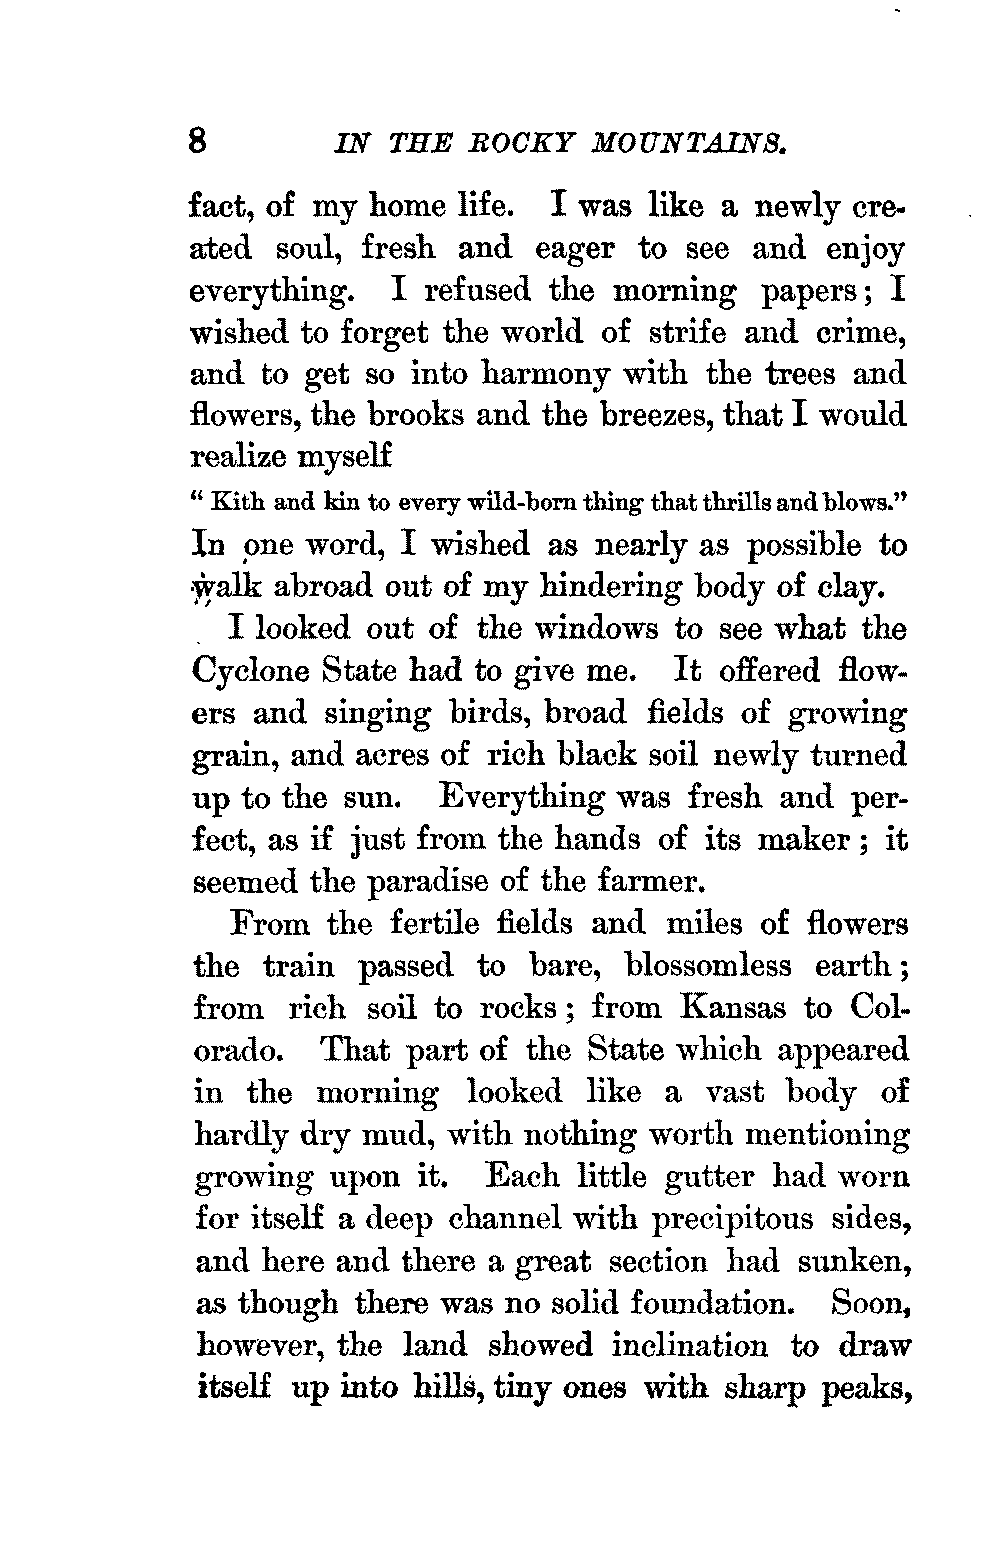 8 IN THE ROCKY MOUNTAINS.
fact, of my home life. I was like a newly cre-
ated soul, fresh and eager to see and enjoy
everything. I refused the morning papers; I
wished to forget the world of strife and crime,
and to get so into harmony with the trees and
flowers, the brooks and the breezes, that I would
realize myself
“Kith and kin to every wild-born thing that thrills and blows.”
In one word, I wished as nearly as possible to
walk abroad out of my hindering body of clay.
I looked out of the windows to see what the
Cyclone State had to give me. It offered flow-
ers and singing birds, broad fields of growing
grain, and acres of rich black soil newly turned
up to the sun. Everything was fresh and per-
fect, as if just from the hands of its maker; it
seemed the paradise of the farmer.
From the fertile fields and miles of flowers
the train passed to bare, blossomless earth;
from rich soil to rocks; from Kansas to Col-
orado. That part of the State which appeared
in the morning looked like a vast body of
hardly dry mud, with nothing worth mentioning
growing upon it. Each little gutter had worn
for itself a deep channel with precipitous sides,
and here and there a great section had sunken,
as though there was no solid foundation. Soon,
however, the land showed inclination to draw
itself up into hills, tiny ones with sharp peaks,